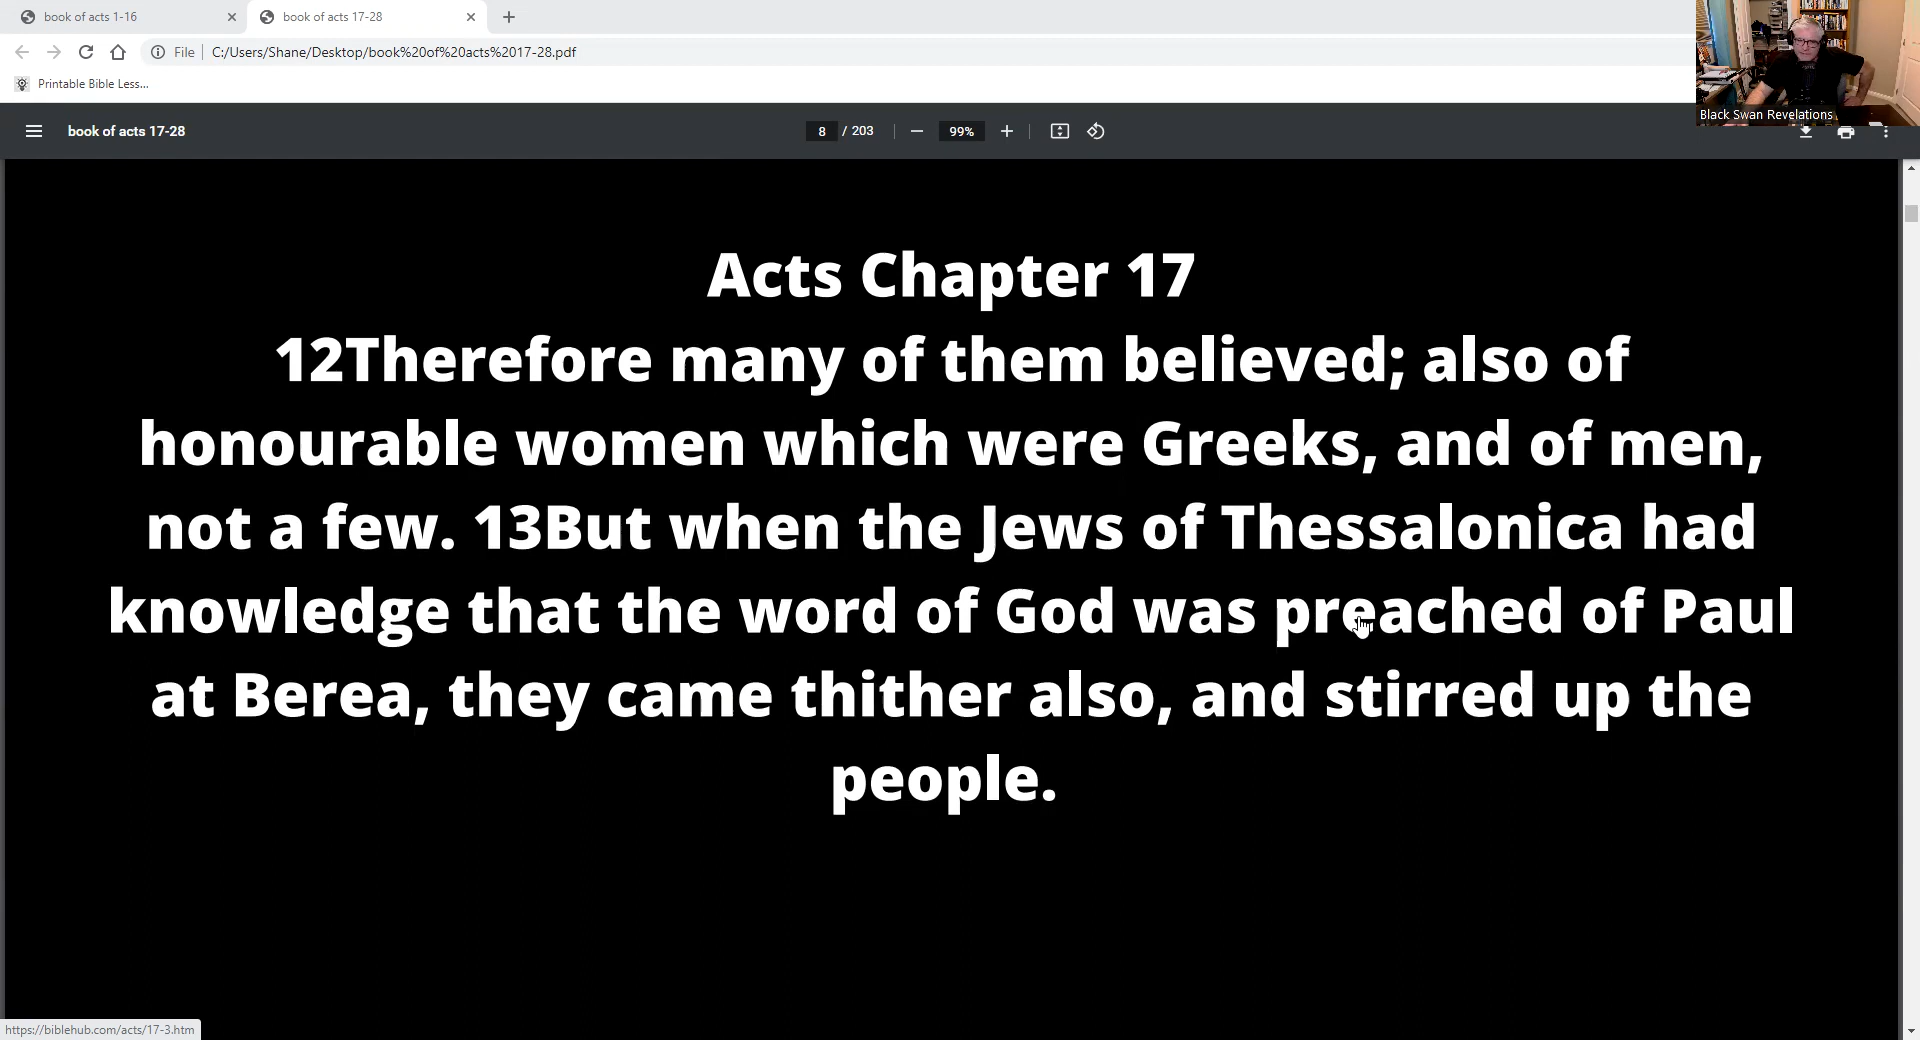 book of acts 1-16
book of acts 17-28
File
C:/Users/Shane/Desktop/book%20of%20acts%2017-28.pdf
Printable Bible Less...
Black Swan Revelations
book of acts 17-28
8 / 203
99%
Acts Chapter 17
12Therefore many of them believed; also of
honourable women which were Greeks, and of men,
not a few. 13But when the Jews of Thessalonica had
knowledge that the word of God was preached of Paul
at Berea, they came thither also, and stirred up the
people.
https://biblehub.com/acts/17-3.htm